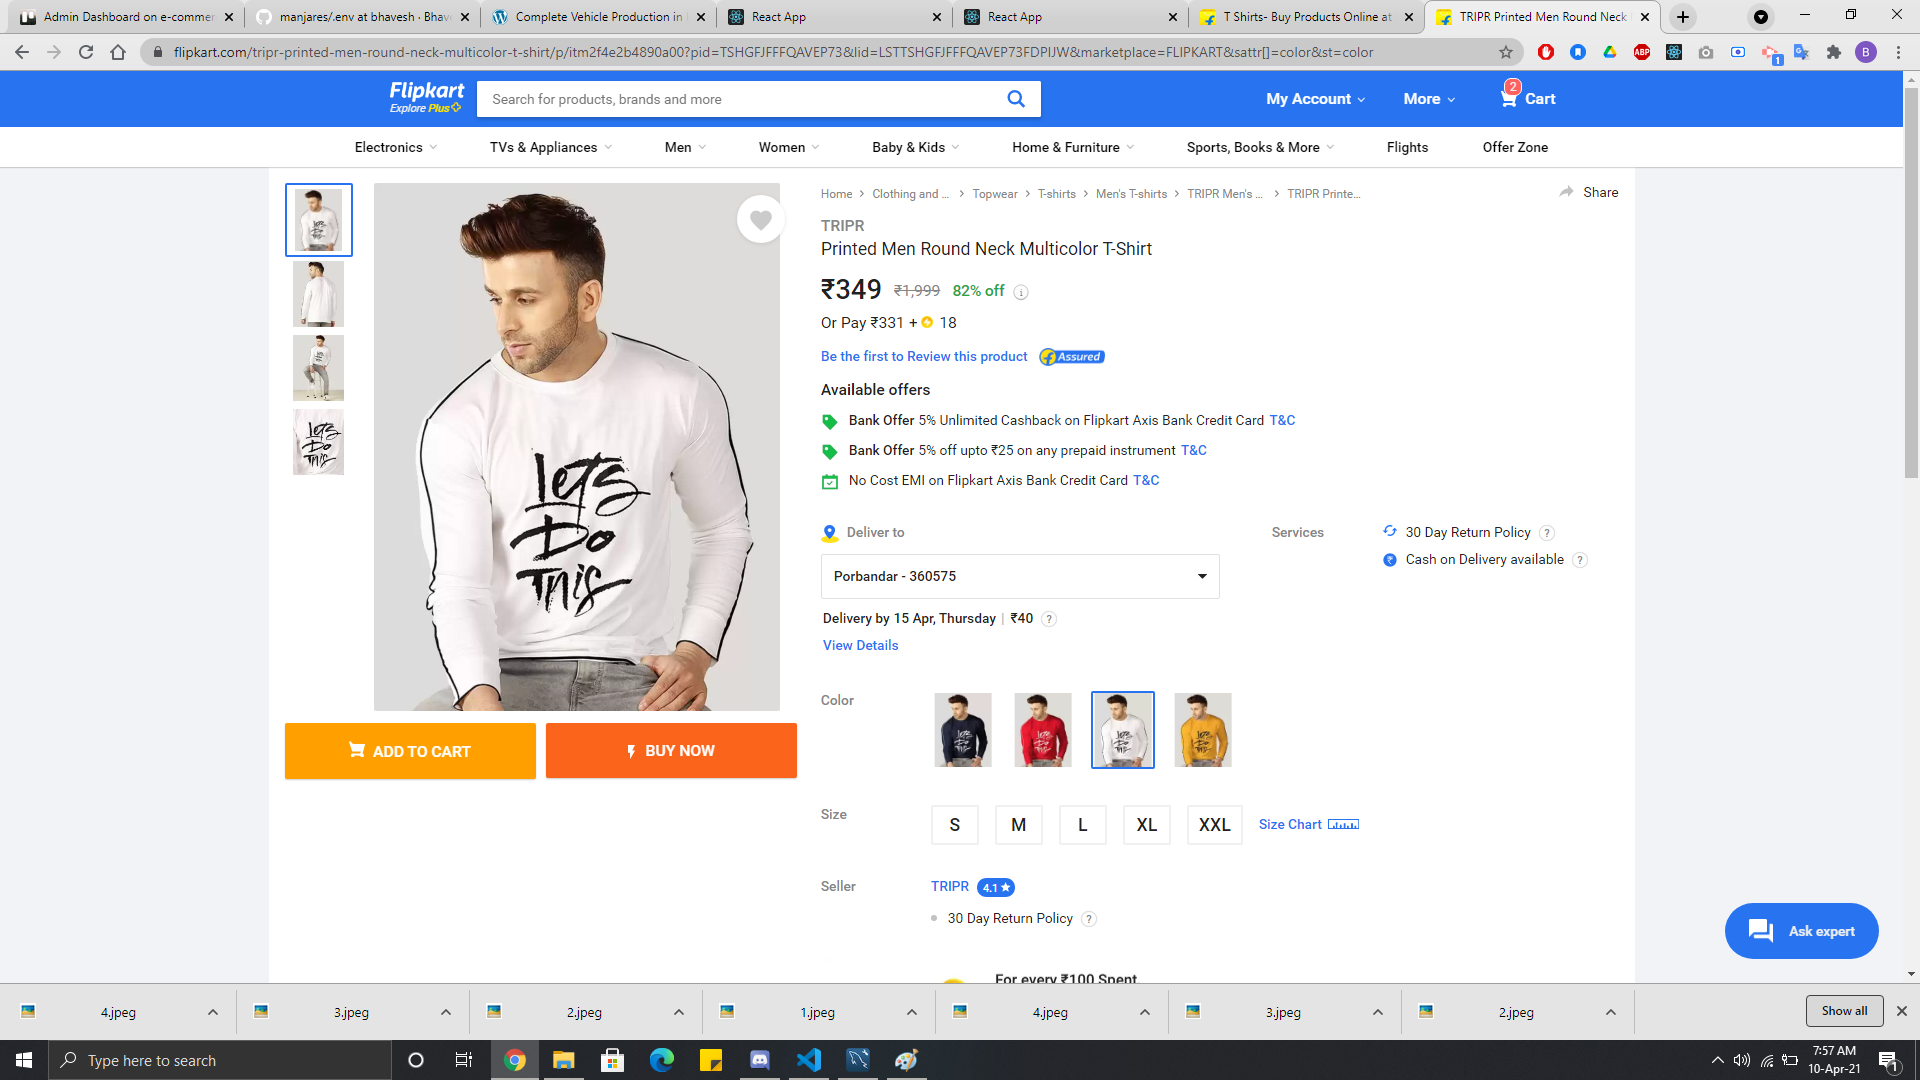 Admin Dashboard on e-commer
manjares/.env at bhavesh · Bhav
Complete Vehicle Production in
React App
React App
T Shirts- Buy Products Online at
TRIPR Printed Men Round Neck
flipkart.com/tripr-printed-men-round-neck-multicolor-t-shirt/p/itm2f4e2b4890a00?pid=TSHGFJFFFQAVEP73&lid=LSTTSHGFJFFFQAVEP73FDPIJW&marketplace=FLIPKART&sattr[]=color&st=color
ABP
1
B
Flipkart
Explore Plus
Search for products, brands and more
My Account
More
2
Cart
Electronics
TVs & Appliances
Men
Women
Baby & Kids
Home & Furniture
Sports, Books & More
Flights
Offer Zone
Home > Clothing and ... > Topwear > T-shirts > Men's T-shirts > TRIPR Men's ... > TRIPR Printe...
Share
TRIPR
Printed Men Round Neck Multicolor T-Shirt
₹349 ₹1,999 82% off i
Or Pay ₹331 + 18
Be the first to Review this product
Assured
Available offers
Bank Offer 5% Unlimited Cashback on Flipkart Axis Bank Credit Card T&C
Bank Offer 5% off upto ₹25 on any prepaid instrument T&C
No Cost EMI on Flipkart Axis Bank Credit Card T&C
Lets
Do
This
Deliver to
Porbandar - 360575
Delivery by 15 Apr, Thursday | ₹40 ?
View Details
Services
30 Day Return Policy ?
Cash on Delivery available ?
ADD TO CART
BUY NOW
Color
Size
S
M
L
XL
XXL
Size Chart
Seller
TRIPR 4.1 ★
30 Day Return Policy ?
For every ₹100 Spent,
Ask expert
4.jpeg
3.jpeg
2.jpeg
1.jpeg
4.jpeg
3.jpeg
2.jpeg
Show all
Type here to search
7:57 AM
10-Apr-21
1